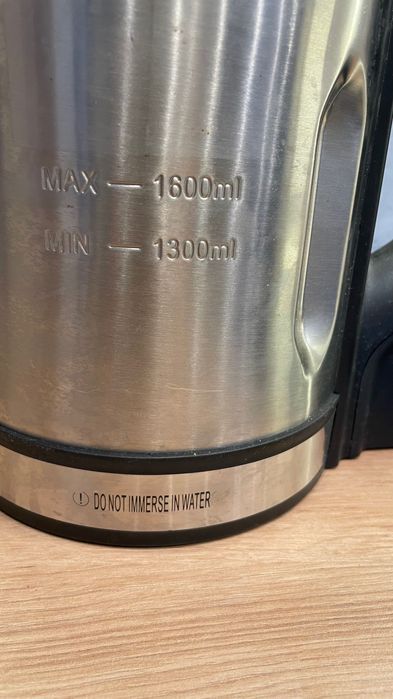 MAX — 1600ml
MIN — 1300ml
! DO NOT IMMERSE IN WATER